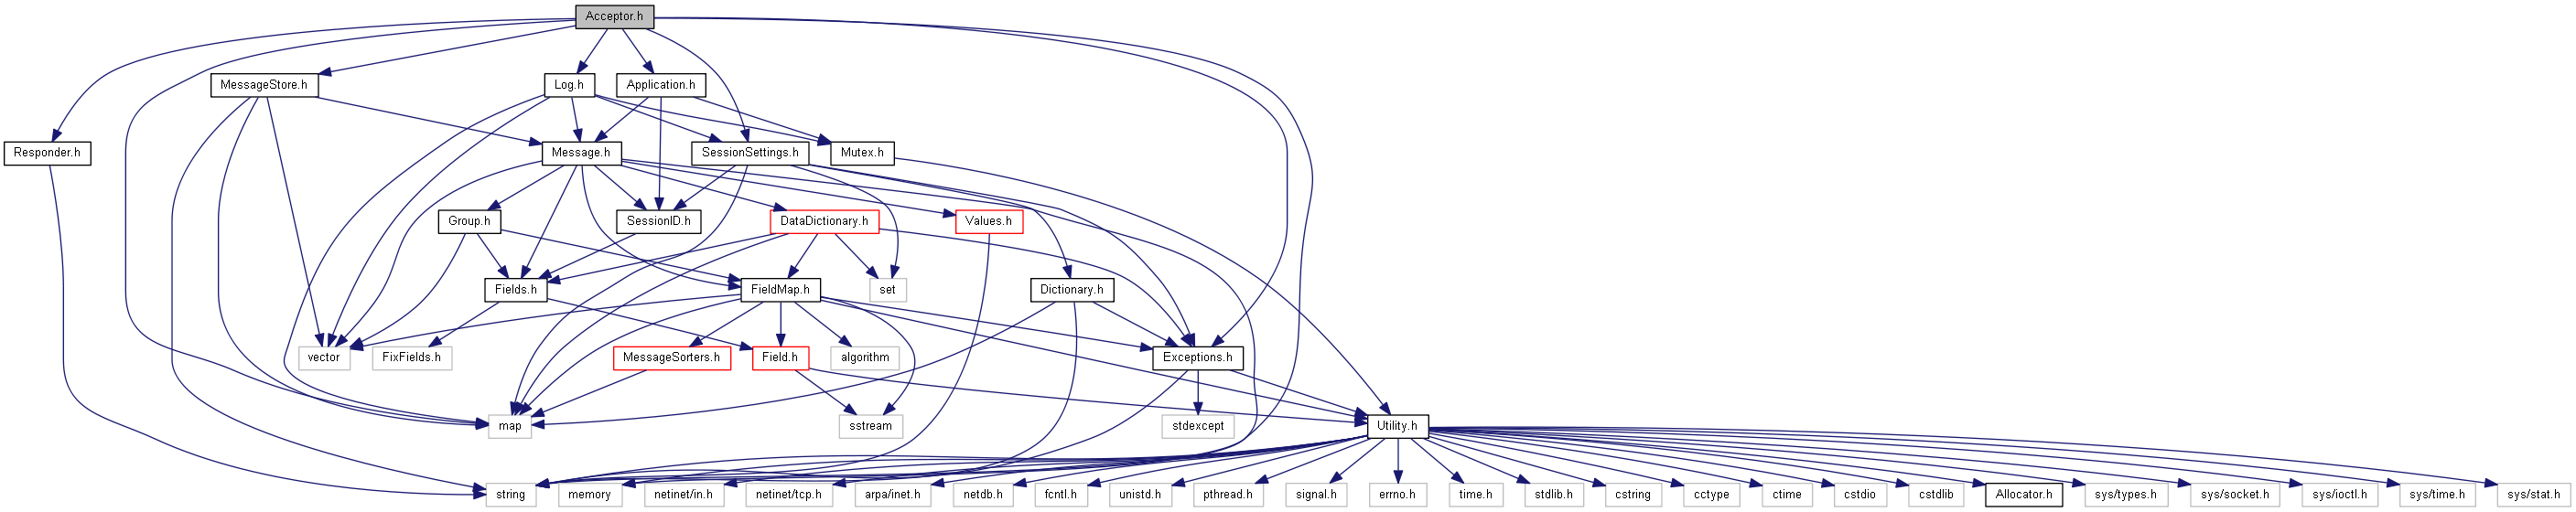 Acceptor.h
MessageStore.h
Log.h
Application.h
Responder.h
Message.h
SessionSettings.h
Mutex.h
Group.h
SessionID.h
DataDictionary.h
Values.h
Fields.h
FieldMap.h
set
Dictionary.h
vector
FixFields.h
MessageSorters.h
Field.h
algorithm
Exceptions.h
map
sstream
stdexcept
Utility.h
string
memory
netinet/in.h
netinet/tcp.h
arpa/inet.h
netdb.h
fcntl.h
unistd.h
pthread.h
signal.h
errno.h
time.h
stdlib.h
cstring
cctype
ctime
cstdio
cstdlib
Allocator.h
sys/types.h
sys/socket.h
sys/ioctl.h
sys/time.h
sys/stat.h